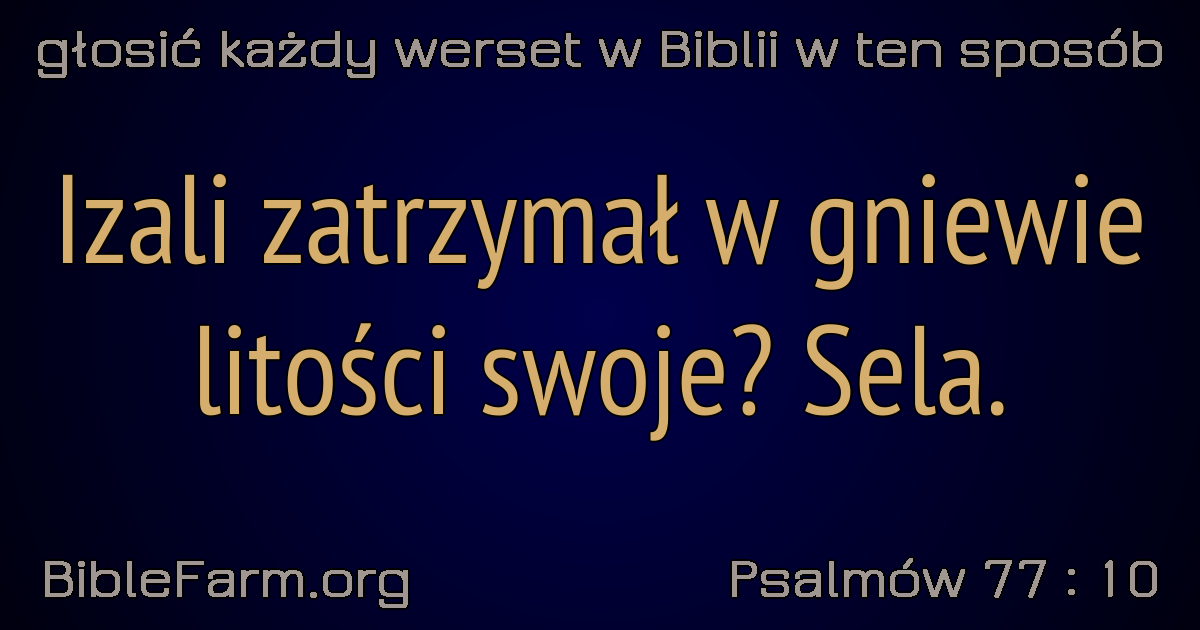 głosić każdy werset w Biblii w ten sposób
Izali zatrzymał w gniewie
litości swoje? Sela.
BibleFarm.org
Psalmów 77 : 10